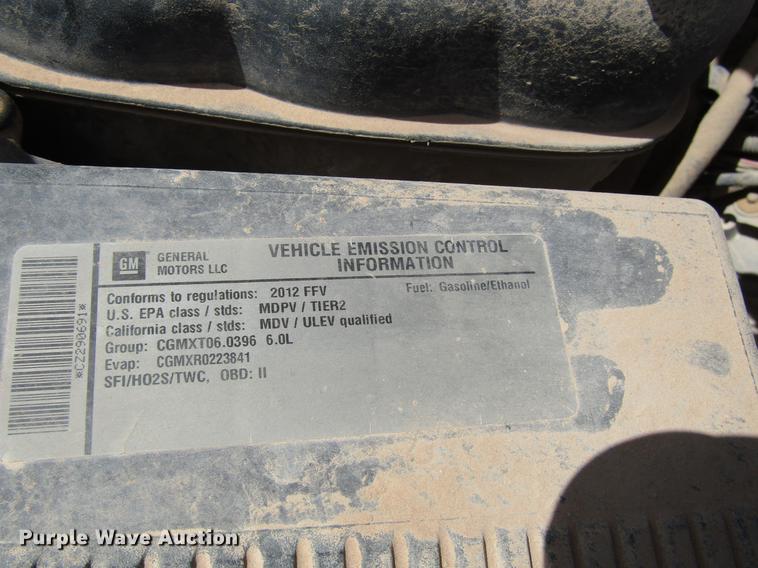 *CZ290691*
GM
GENERAL
MOTORS LLC
VEHICLE EMISSION CONTROL
INFORMATION
Conforms to regulations: 2012 FFV
Fuel: Gasoline/Ethanol
U.S. EPA class / stds: MDPV / TIER2
California class / stds: MDV / ULEV qualified
Group: CGMXT06.0396 6.0L
Evap: CGMXR0223841
SFI/HO2S/TWC, OBD: II
Purple Wave Auction